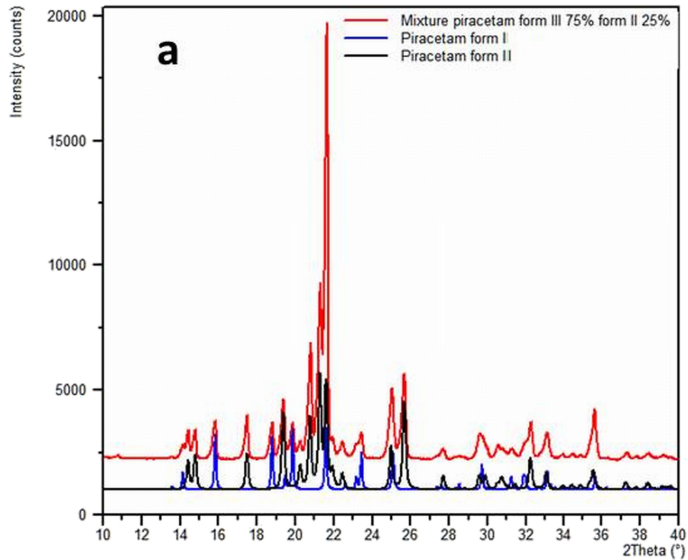 Intensity (counts)
20000
15000
10000
5000
0
a
Mixture piracetam form III 75% form II 25%
Piracetam form I
Piracetam form II
10 12 14 16 18 20 22 24 26 28 30 32 34 36 38 40
2Theta (°)